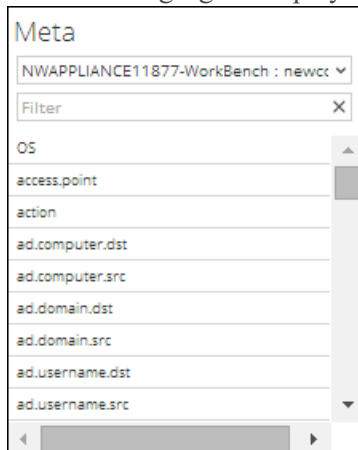 Meta
NWAPPLIANCE11877-WorkBench : newcc
Filter
OS
access.point
action
ad.computer.dst
ad.computer.src
ad.domain.dst
ad.domain.src
ad.username.dst
ad.username.src